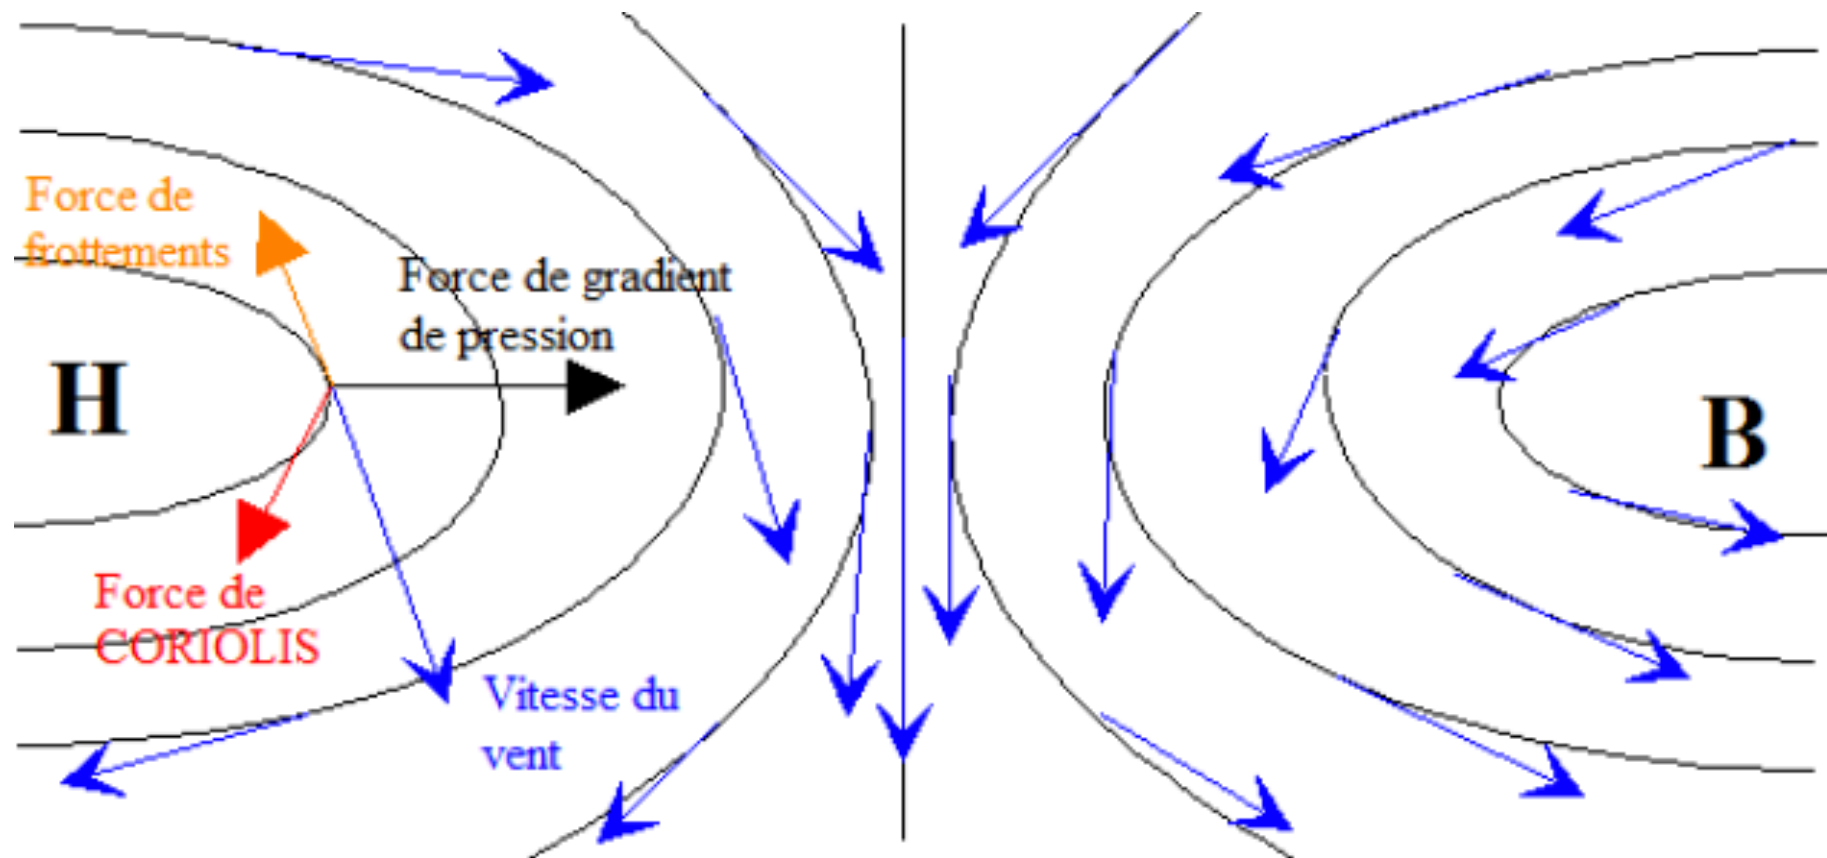 Force de
frottements
Force de gradient
de pression
H
B
Force de
CORIOLIS
Vitesse du
vent